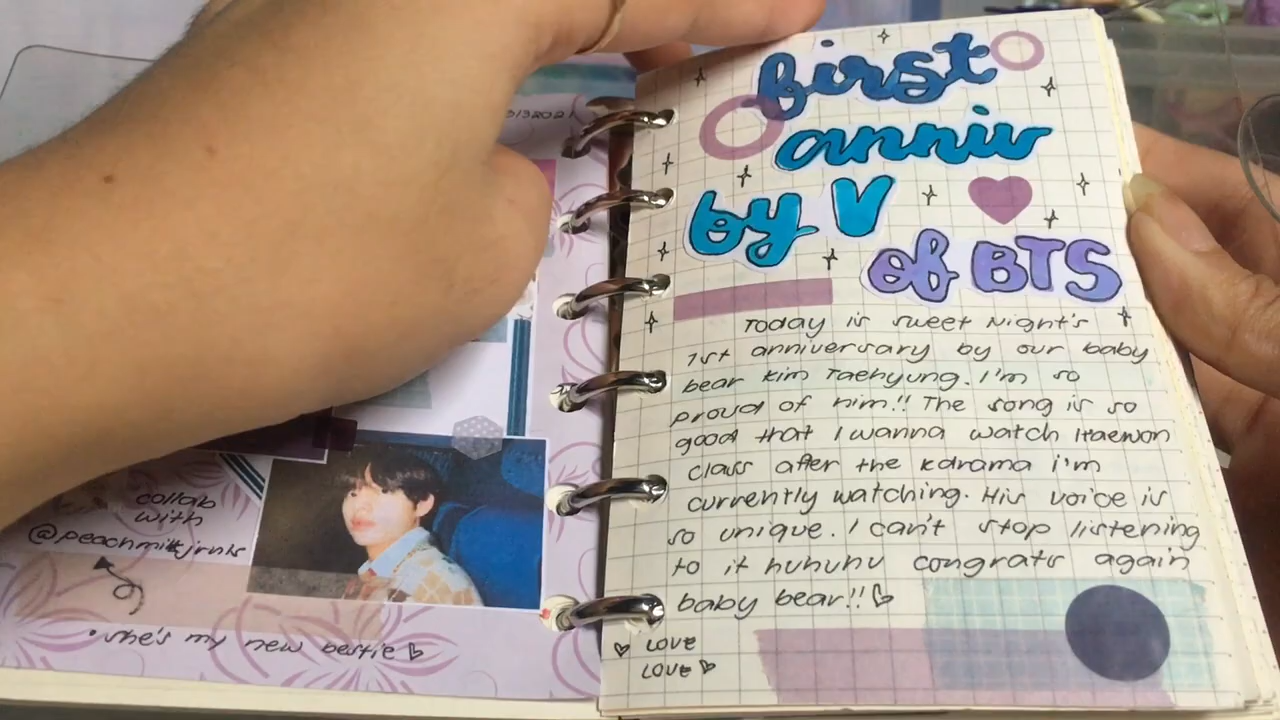 collab
with
@peachmilkjrnls
•she's my new bestie
first
anniv
by V
of BTS
Today is sweet Night's
1st anniversary by our baby
bear Kim Taehyung. I'm so
proud of him!! The song is so
good that I wanna watch Itaewon
class after the kdrama i'm
currently watching. His voice is
so unique. I can't stop listening
to it huhuhu congrats again
baby bear!!
LOVE
LOVE